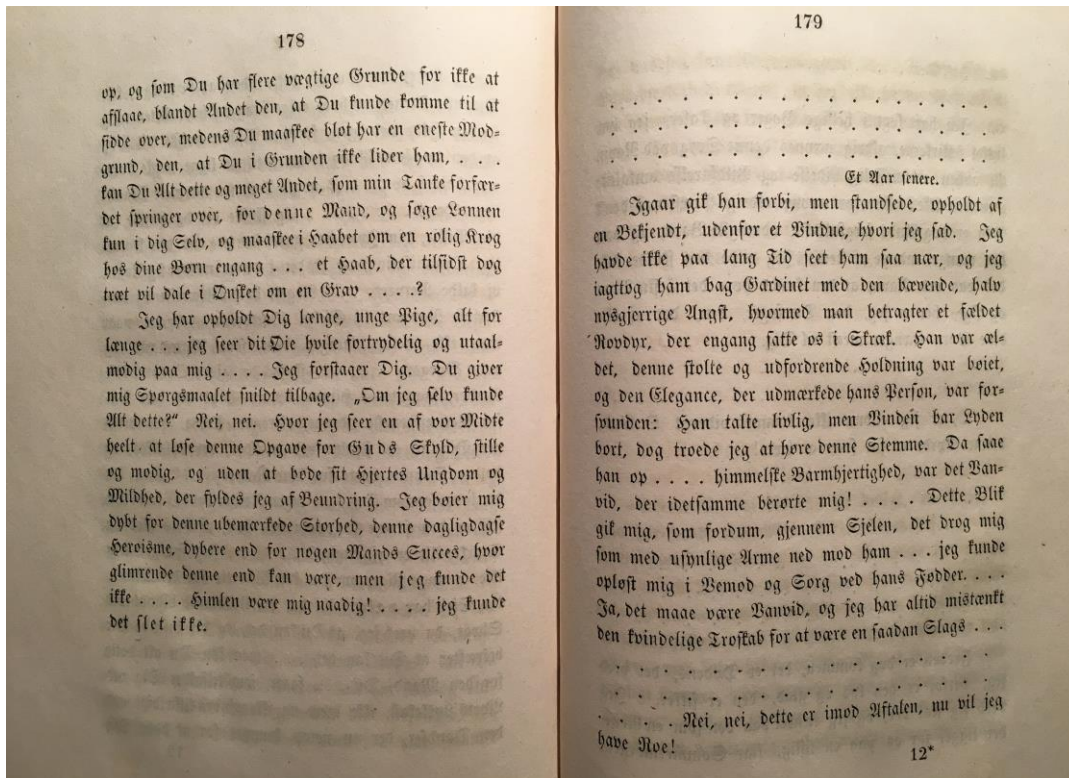 178
op, og som Du har flere vægtige Grunde for ikke at
afslaae, blandt Andet den, at Du kunde komme til at
sidde over, medens Du maaskee blot har en eneste Mod-
grund, den, at Du i Grunden ikke lider ham, . . .
kan Du Alt dette og meget Andet, som min Tanke forfær-
det springer over, for denne Mand, og søge Lønnen
kun i dig Selv, og maaskee i Haabet om en rolig Krog
hos dine Børn engang . . . et Haab, der tilsidst dog
træt vil dale i Ønsket om en Grav . . . .?
Jeg har opholdt Dig længe, unge Pige, alt for
længe . . . jeg seer dit Øie hvile fortrydelig og utaal-
modig paa mig . . . . Jeg forstaaer Dig. Du giver
mig Spørgsmaalet snildt tilbage. „Om jeg selv kunde
Alt dette?“ Nei, nei. Hvor jeg seer en af vor Midte
heelt at løse denne Opgave for Guds Skyld, stille
og modig, og uden at bøde sit Hjertes Ungdom og
Mildhed, der fyldes jeg af Beundring. Jeg bøier mig
dybt for denne ubemærkede Storhed, denne dagligdagse
Heroisme, dybere end for nogen Mands Succes, hvor
glimrende denne end kan være, men jeg kunde det
ikke . . . . Himlen være mig naadig! . . . . jeg kunde
det slet ikke.
179
. . . . . . . . . . . . . . . . .
. . . . . . . . . . . . . . . . .
. . . . . . . . . . . . . . . . .
Et Aar senere.
Igaar gik han forbi, men standsede, opholdt af
en Bekjendt, udenfor et Vindue, hvori jeg sad. Jeg
havde ikke paa lang Tid seet ham saa nær, og jeg
iagttog ham bag Gardinet med den bævende, halv
nysgjerrige Angst, hvormed man betragter et fældet
Rovdyr, der engang satte os i Skræk. Han var æl-
det, denne stolte og udfordrende Holdning var bøiet,
og den Elegance, der udmærkede hans Person, var for-
svunden: Han talte livlig, men Vinden bar Lyden
bort, dog troede jeg at høre denne Stemme. Da saae
han op . . . . himmelske Barmhjertighed, var det Van-
vid, der idetsamme berørte mig! . . . . Dette Blik
gik mig, som fordum, gjennem Sjelen, det drog mig
som med usynlige Arme ned mod ham . . . jeg kunde
opløst mig i Vemod og Sorg ved hans Fødder. . . .
Ja, det maae være Vanvid, og jeg har altid mistænkt
den kvindelige Troskab for at være en saadan Slags . . .
. . . . . . . . . . . . . . . . .
. . . . . . . . . . . . . . . . .
. . . . . Nei, nei, dette er imod Aftalen, nu vil jeg
have Roe!
12*